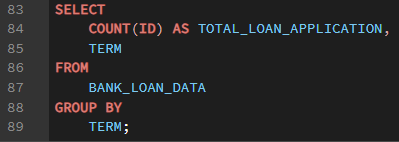 83 SELECT
84 COUNT(ID) AS TOTAL_LOAN_APPLICATION,
85 TERM
86 FROM
87 BANK_LOAN_DATA
88 GROUP BY
89 TERM;